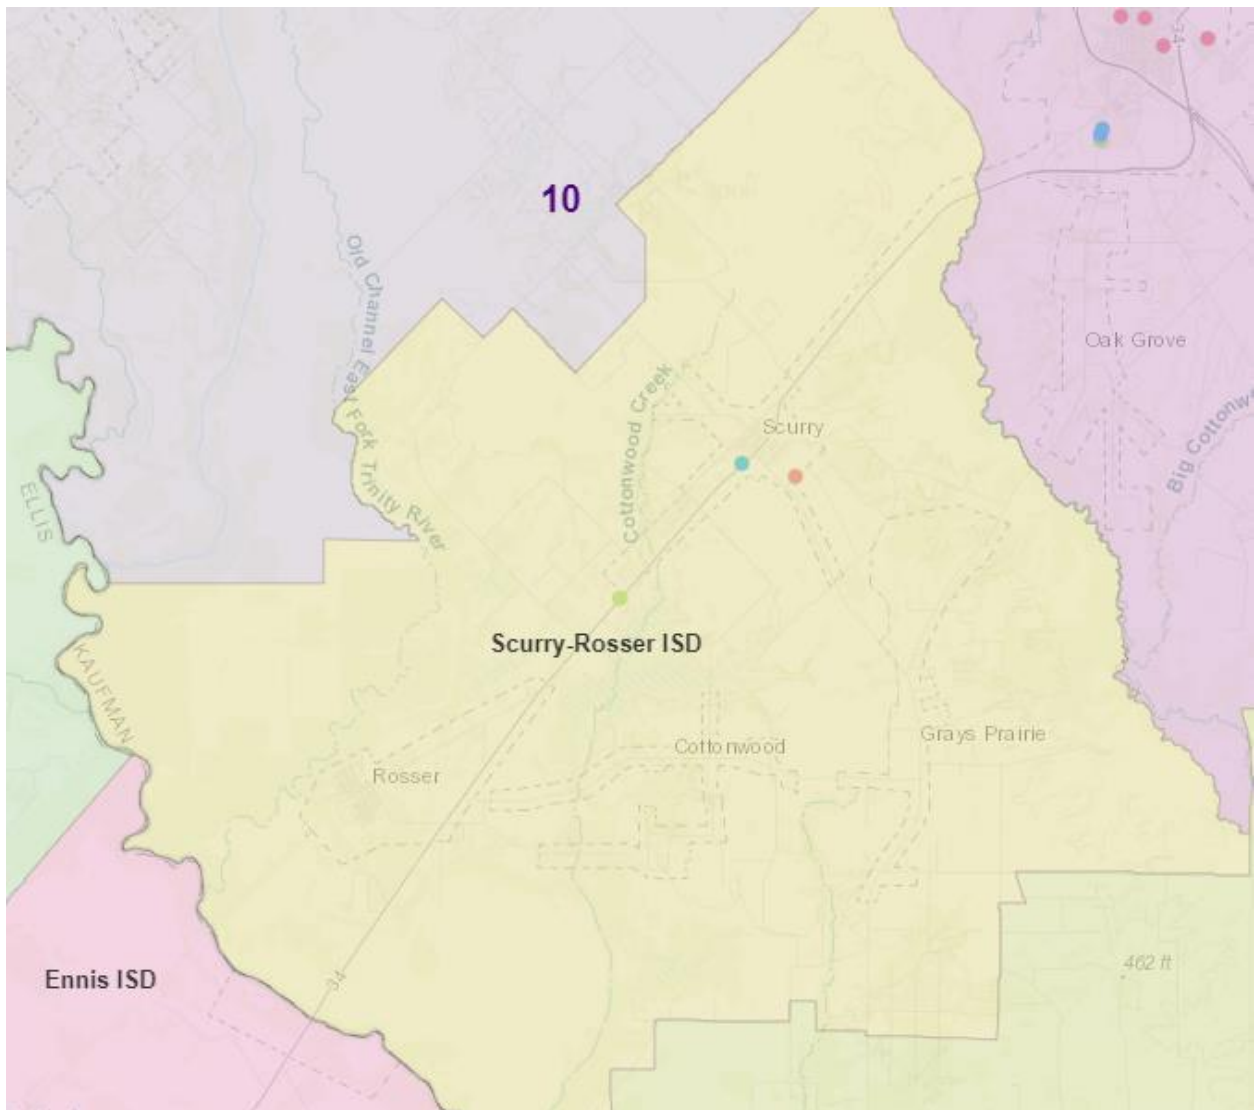 34
10
Old Channel East Fork Trinity River
Oak Grove
Cottonwood Creek
Big Cottonw
Scurry
ELLIS
Scurry-Rosser ISD
KAUFMAN
Grays Prairie
Cottonwood
Rosser
462 ft
Ennis ISD
34